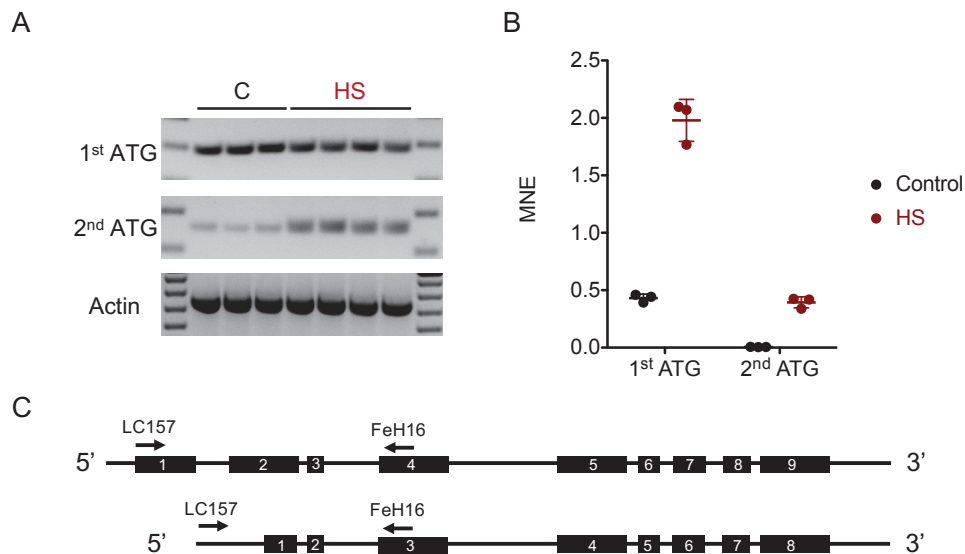 A
C HS
1st ATG
2nd ATG
Actin
B
MNE
2.5
2.0
1.5
1.0
0.5
0.0
1st ATG 2nd ATG
Control
HS
C
LC157 FeH16
5’ 1 2 3 4 5 6 7 8 9 3’
LC157 FeH16
5’ 1 2 3 4 5 6 7 8 3’